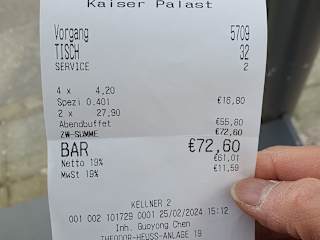 Kaiser Palast
Vorgang 5709
TISCH 32
SERVICE 2
4 x 4,20
Spezi 0.40l €16,80
2 x 27,90
Abendbuffet €55,80
ZW-SUMME €72,60
BAR €72,60
Netto 19% €61,01
MwSt 19% €11,59
KELLNER 2
001 002 101729 0001 25/02/2024 15:12
Inh. Guoyong Chen
THEODOR-HEUSS-ANLAGE 19